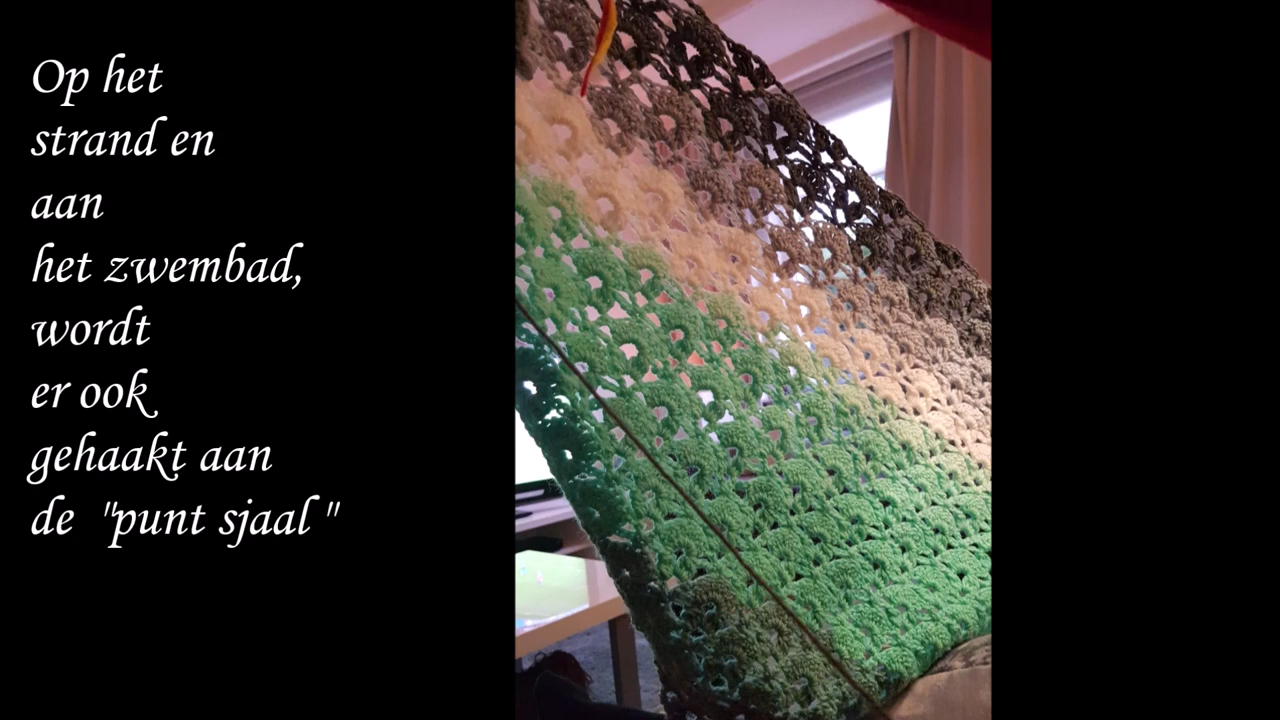 Op het
strand en
aan
het zwembad,
wordt
er ook
gehaakt aan
de "punt sjaal "